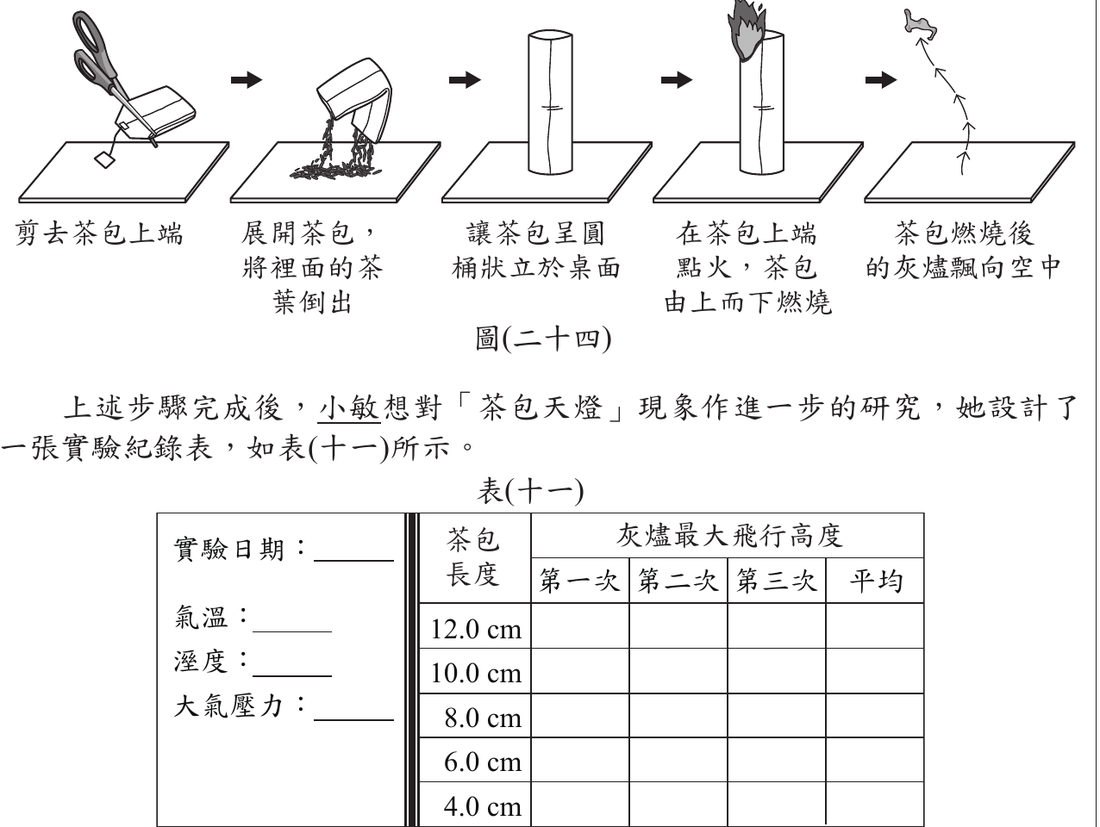 剪去茶包上端
展開茶包，
將裡面的茶
葉倒出
讓茶包呈圓
桶狀立於桌面
在茶包上端
點火，茶包
由上而下燃燒
茶包燃燒後
的灰燼飄向空中
圖(二十四)
上述步驟完成後，小敏想對「茶包天燈」現象作進一步的研究，她設計了
一張實驗紀錄表，如表(十一)所示。
表(十一)
實驗日期：
氣溫：
溼度：
大氣壓力：
茶包
長度
灰燼最大飛行高度
第一次 第二次 第三次 平均
12.0 cm
10.0 cm
8.0 cm
6.0 cm
4.0 cm